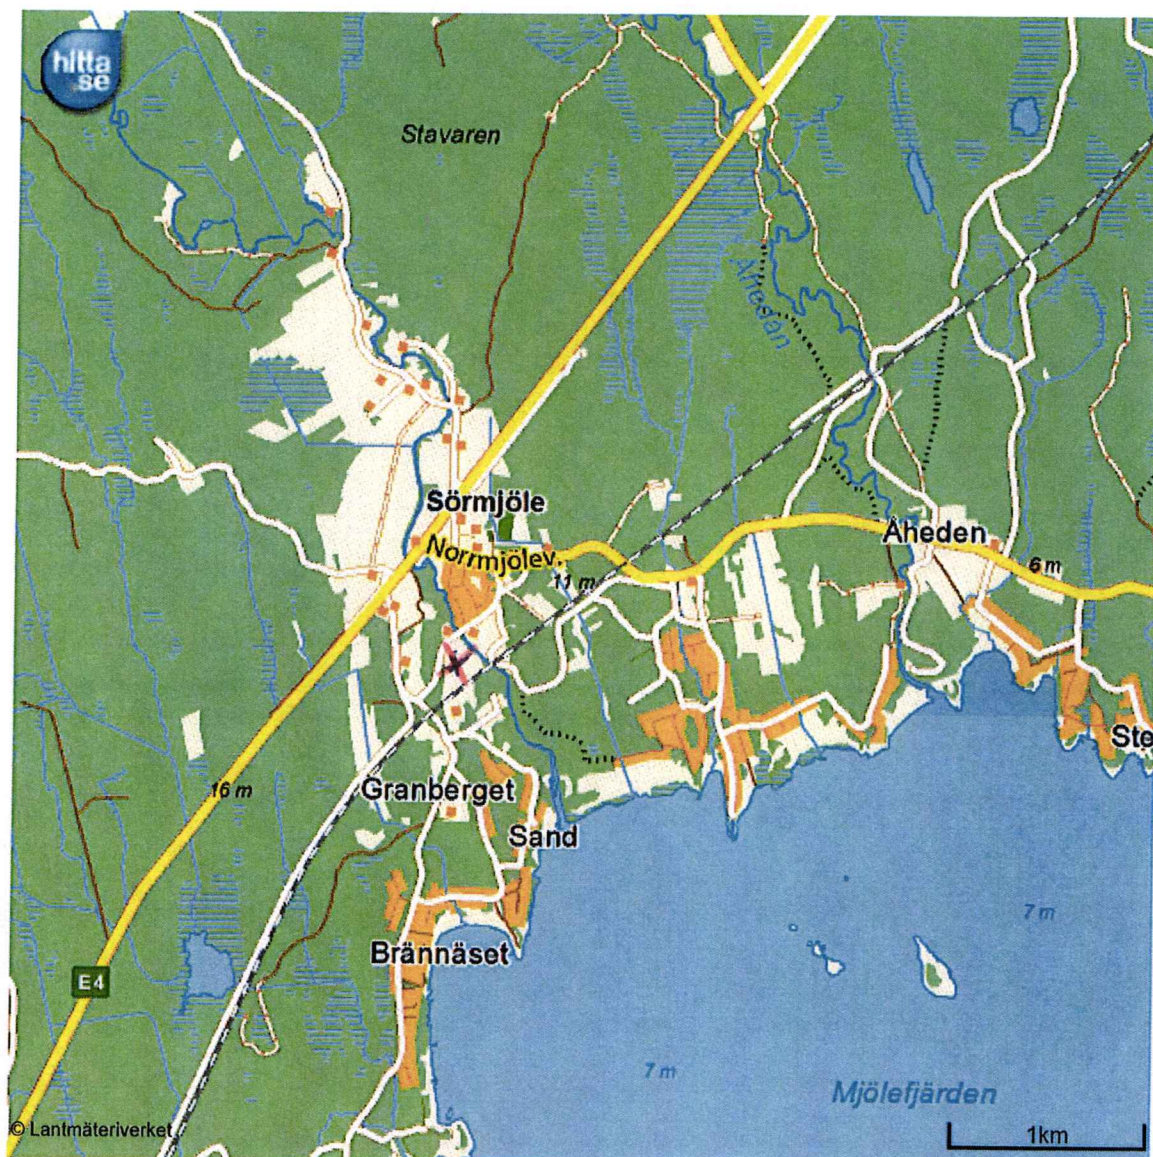 hitta
.se
Stavaren
Åhedån
Sörmjöle
Norrmjölev.
11 m
Åheden
6 m
Ste
16 m
Granberget
Sand
7 m
Brännäset
E4
7 m
Mjölefjärden
© Lantmäteriverket
1km